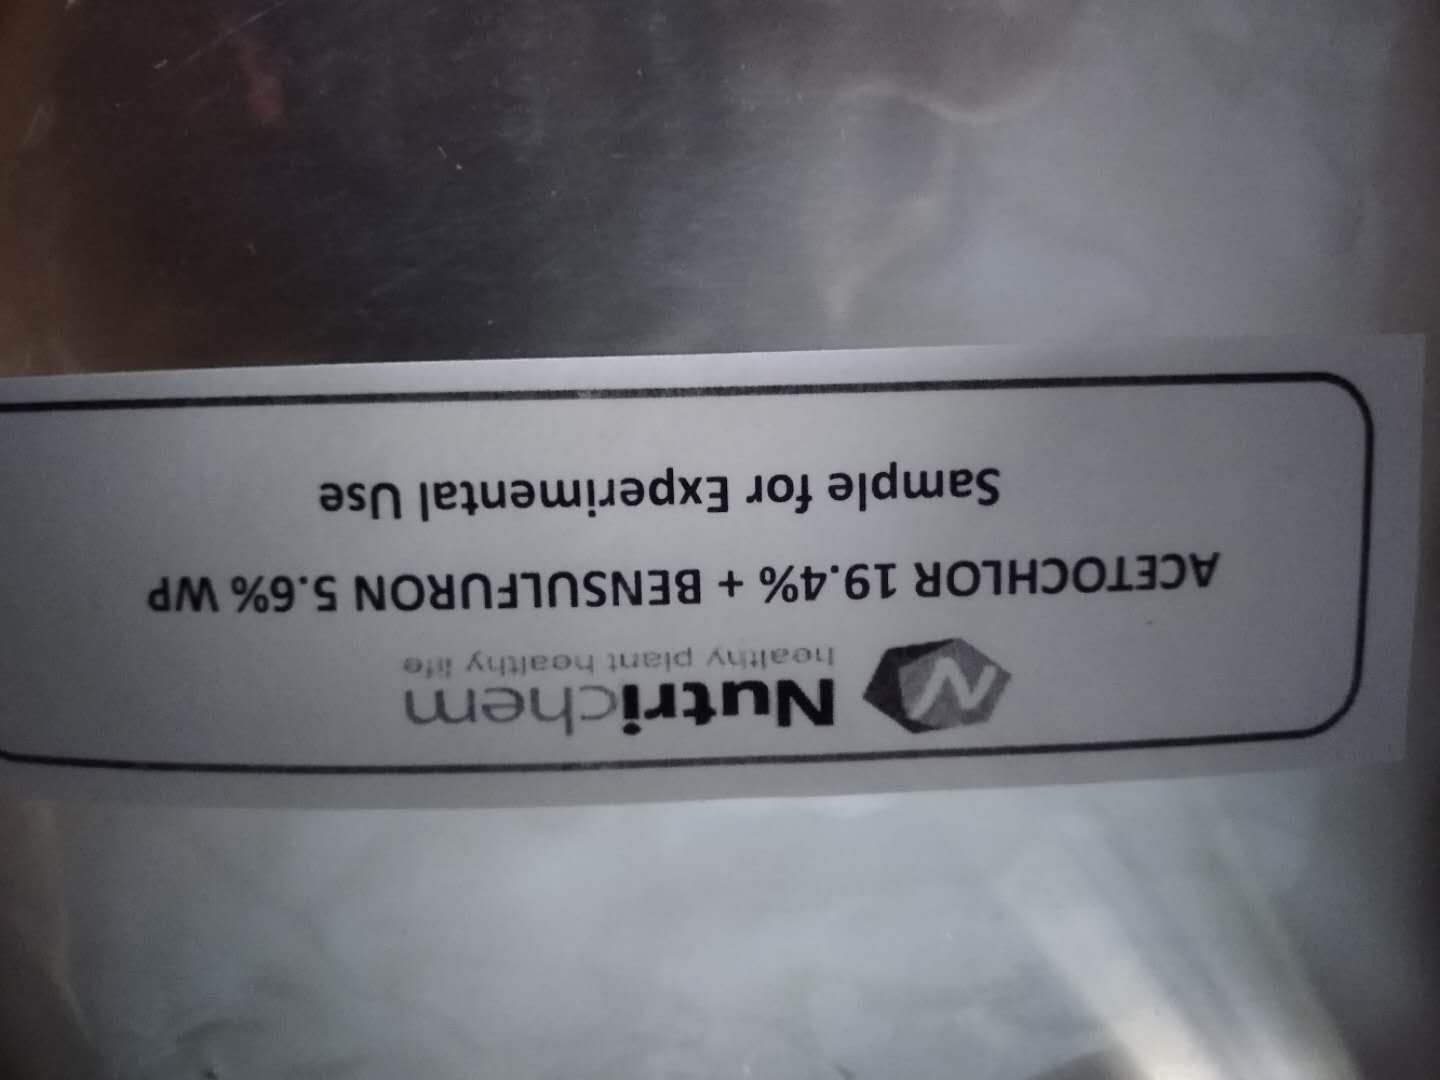 Nutrichem
healthy plant healthy life
ACETOCHLOR 19.4% + BENSULFURON 5.6% WP
Sample for Experimental Use